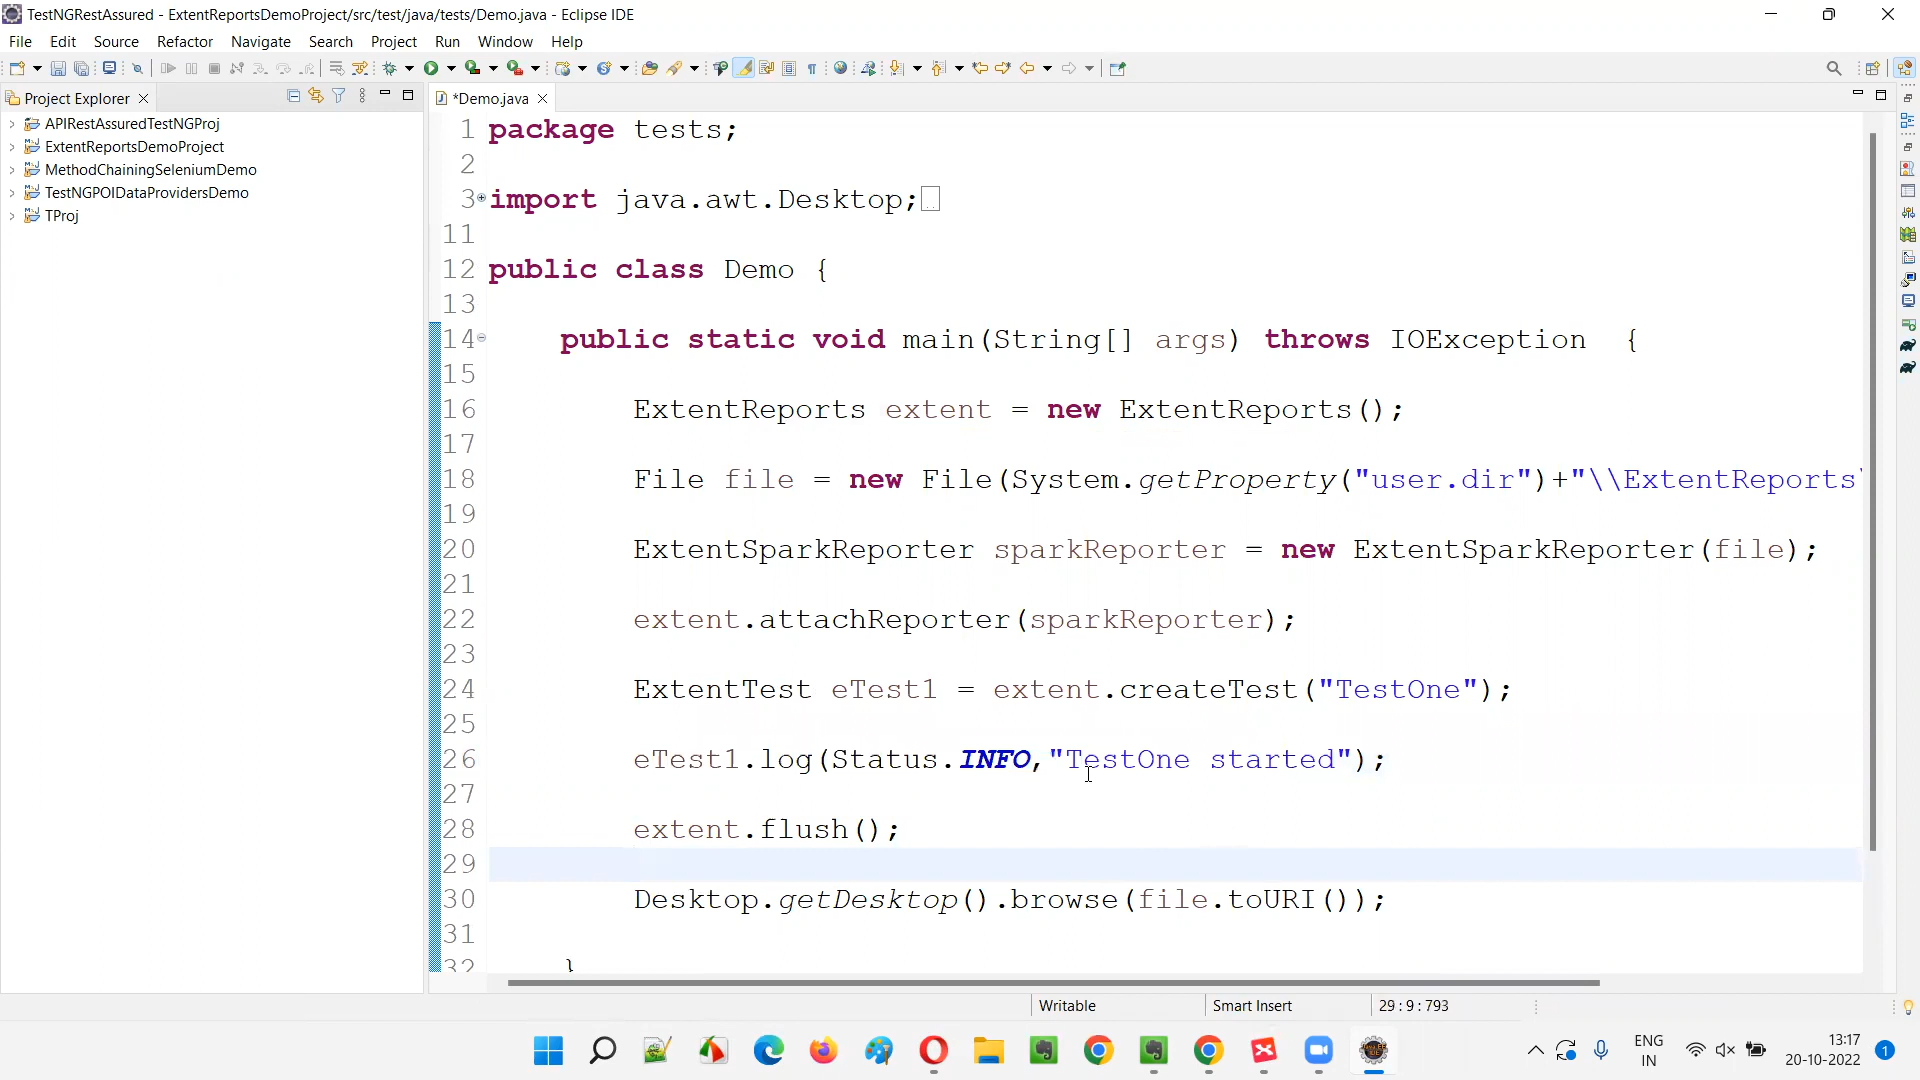 TestNGRestAssured - ExtentReportsDemoProject/src/test/java/tests/Demo.java - Eclipse IDE
File Edit Source Refactor Navigate Search Project Run Window Help
Project Explorer
*Demo.java
APIRestAssuredTestNGProj
ExtentReportsDemoProject
MethodChainingSeleniumDemo
TestNGPOIDataProvidersDemo
TProj
1 package tests;
2
3 import java.awt.Desktop;
11
12 public class Demo {
13
14 public static void main(String[] args) throws IOException {
15
16 ExtentReports extent = new ExtentReports();
17
18 File file = new File(System.getProperty("user.dir")+"\\ExtentReports\
19
20 ExtentSparkReporter sparkReporter = new ExtentSparkReporter(file);
21
22 extent.attachReporter(sparkReporter);
23
24 ExtentTest eTest1 = extent.createTest("TestOne");
25
26 eTest1.log(Status.INFO,"TestOne started");
27
28 extent.flush();
29
30 Desktop.getDesktop().browse(file.toURI());
31
32 }
Writable Smart Insert 29 : 9 : 793
ENG
IN
13:17
20-10-2022
1